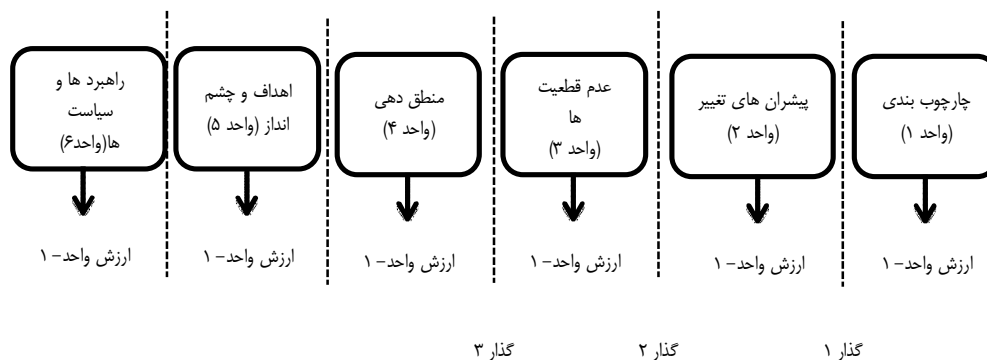 چارچوب بندی
(واحد ۱)
پیشران های تغییر
(واحد ۲)
عدم قطعیت
ها
(واحد ۳)
منطق دهی
(واحد ۴)
اهداف و چشم
انداز (واحد ۵)
راهبرد ها و
سیاست
ها(واحد۶)
ارزش واحد-۱
ارزش واحد-۱
ارزش واحد-۱
ارزش واحد-۱
ارزش واحد-۱
ارزش واحد-۱
گذار ۱
گذار ۲
گذار ۳